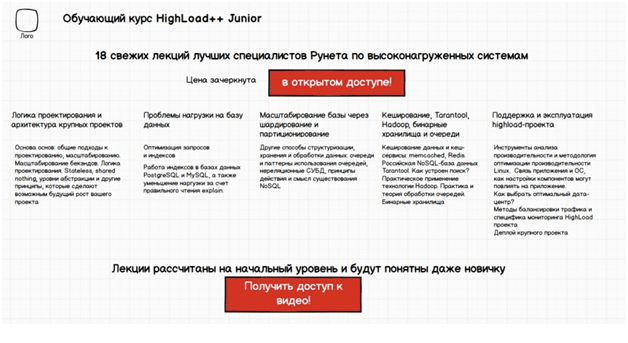 Обучающий курс HighLoad++ Junior
Лого
18 свежих лекций лучших специалистов Рунета по высоконагруженных системам
Цена зачеркнута
в открытом доступе!
Логика проектирования и
архитектура крупных проектов
Основа основ: общие подходы к
проектированию, масштабированию.
Масштабирование бекэндов. Логика
проектирования. Stateless, shared
nothing, уровни абстракции и другие
принципы, которые сделают
возможным будущий рост вашего
проекта
Проблемы нагрузки на базу
данных
Оптимизация запросов
и индексов
Работа индексов в базах данных
PostgreSQL и MySQL, а также
уменьшение нагрузки за счет
правильного чтения explain.
Масштабирование базы через
шардирование и
партиционирование
Другие способы структуризации,
хранения и обработки данных: очереди
и паттерны использования очередей,
нереляционные СУБД, принципы
действия и смысл существования
NoSQL
Кеширование, Tarantool,
Hadoop, бинарные
хранилища и очереди
Кеширование данных и кеш-
сервисы: memcached, Redis.
Российская NoSQL-база данных
Tarantool. Как устроен поиск?
Практическое применение
технологии Hadoop. Практика и
теория обработки очередей.
Бинарные хранилища
Поддержка и эксплуатация
highload-проекта
Инструменты анализа
производительности и методология
оптимизации производительности
Linux. Связь приложения и ОС,
как настройки компонентов могут
повлиять на приложение.
Как выбрать оптимальный дата-
центр?
Методы балансировки трафика и
специфика мониторинга HighLoad
проекта
Деплой крупного проекта
Лекции рассчитаны на начальный уровень и будут понятны даже новичку
Получить доступ к
видео!